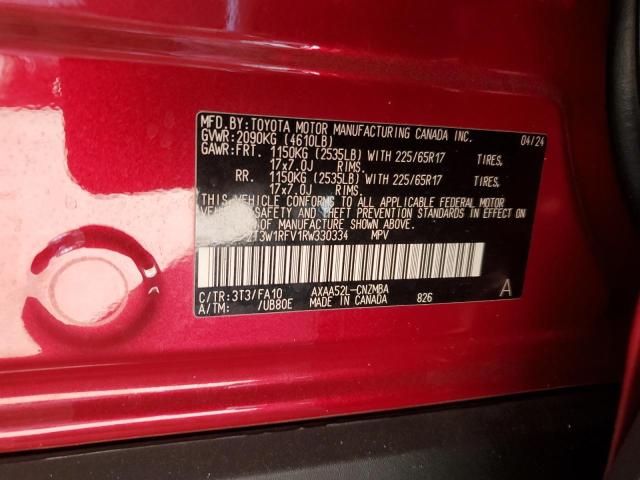 MFD.BY:TOYOTA MOTOR MANUFACTURING CANADA INC. 04/24
GVWR:2090KG (4610LB)
GAWR:FRT. 1150KG (2535LB) WITH 225/65R17 TIRES.
17x7.0J RIMS.
RR. 1150KG (2535LB) WITH 225/65R17 TIRES.
17x7.0J RIMS.
THIS VEHICLE CONFORMS TO ALL APPLICABLE FEDERAL MOTOR
VEHICLE SAFETY AND THEFT PREVENTION STANDARDS IN EFFECT
ON THE DATE OF MANUFACTURE SHOWN ABOVE.
2T3W1RFV1RW330334 MPV
C/TR:3T3/FA10 AXAA52L-CNZMBA
A/TM: /UB80E MADE IN CANADA 826 A